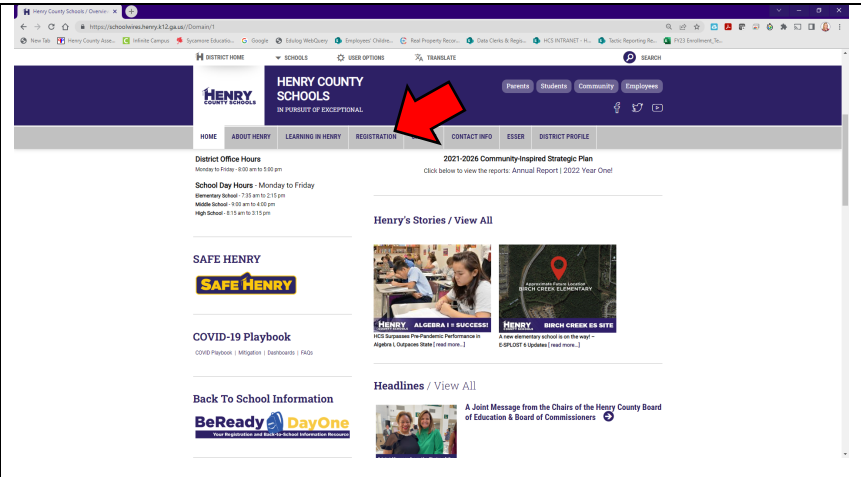 Henry County Schools / Overview
https://schoolwires.henry.k12.ga.us//Domain/1
New Tab Henry County Asse... Infinite Campus Sycamore Educatio... Google Edulog WebQuery Employees' Childre... Real Property Recor... Data Clerks & Regis... HCS INTRANET - H... Tactic Reporting Re... FY23 Enrollment_Te...
DISTRICT HOME SCHOOLS USER OPTIONS TRANSLATE SEARCH
HENRY
COUNTY SCHOOLS
HENRY COUNTY
SCHOOLS
IN PURSUIT OF EXCEPTIONAL
Parents Students Community Employees
HOME ABOUT HENRY LEARNING IN HENRY REGISTRATION CONTACT INFO ESSER DISTRICT PROFILE
District Office Hours
Monday to Friday - 8:00 am to 5:00 pm
School Day Hours - Monday to Friday
Elementary School - 7:35 am to 2:15 pm
Middle School - 9:00 am to 4:00 pm
High School - 8:15 am to 3:15 pm
2021-2026 Community-Inspired Strategic Plan
Click below to view the reports: Annual Report | 2022 Year One!
Henry's Stories / View All
Approximate Future Location
BIRCH CREEK ELEMENTARY
HENRY
COUNTY SCHOOLS
ALGEBRA I = SUCCESS!
HENRY
COUNTY SCHOOLS
BIRCH CREEK ES SITE
HCS Surpasses Pre-Pandemic Performance in
Algebra I, Outpaces State [ read more...]
A new elementary school is on the way! –
E-SPLOST 6 Updates [ read more...]
SAFE HENRY
SAFE HENRY
COVID-19 Playbook
COVID Playbook | Mitigation | Dashboards | FAQs
Back To School Information
BeReady DayOne
Your Registration and Back-to-School Information Resource
Headlines / View All
A Joint Message from the Chairs of the Henry County Board
of Education & Board of Commissioners